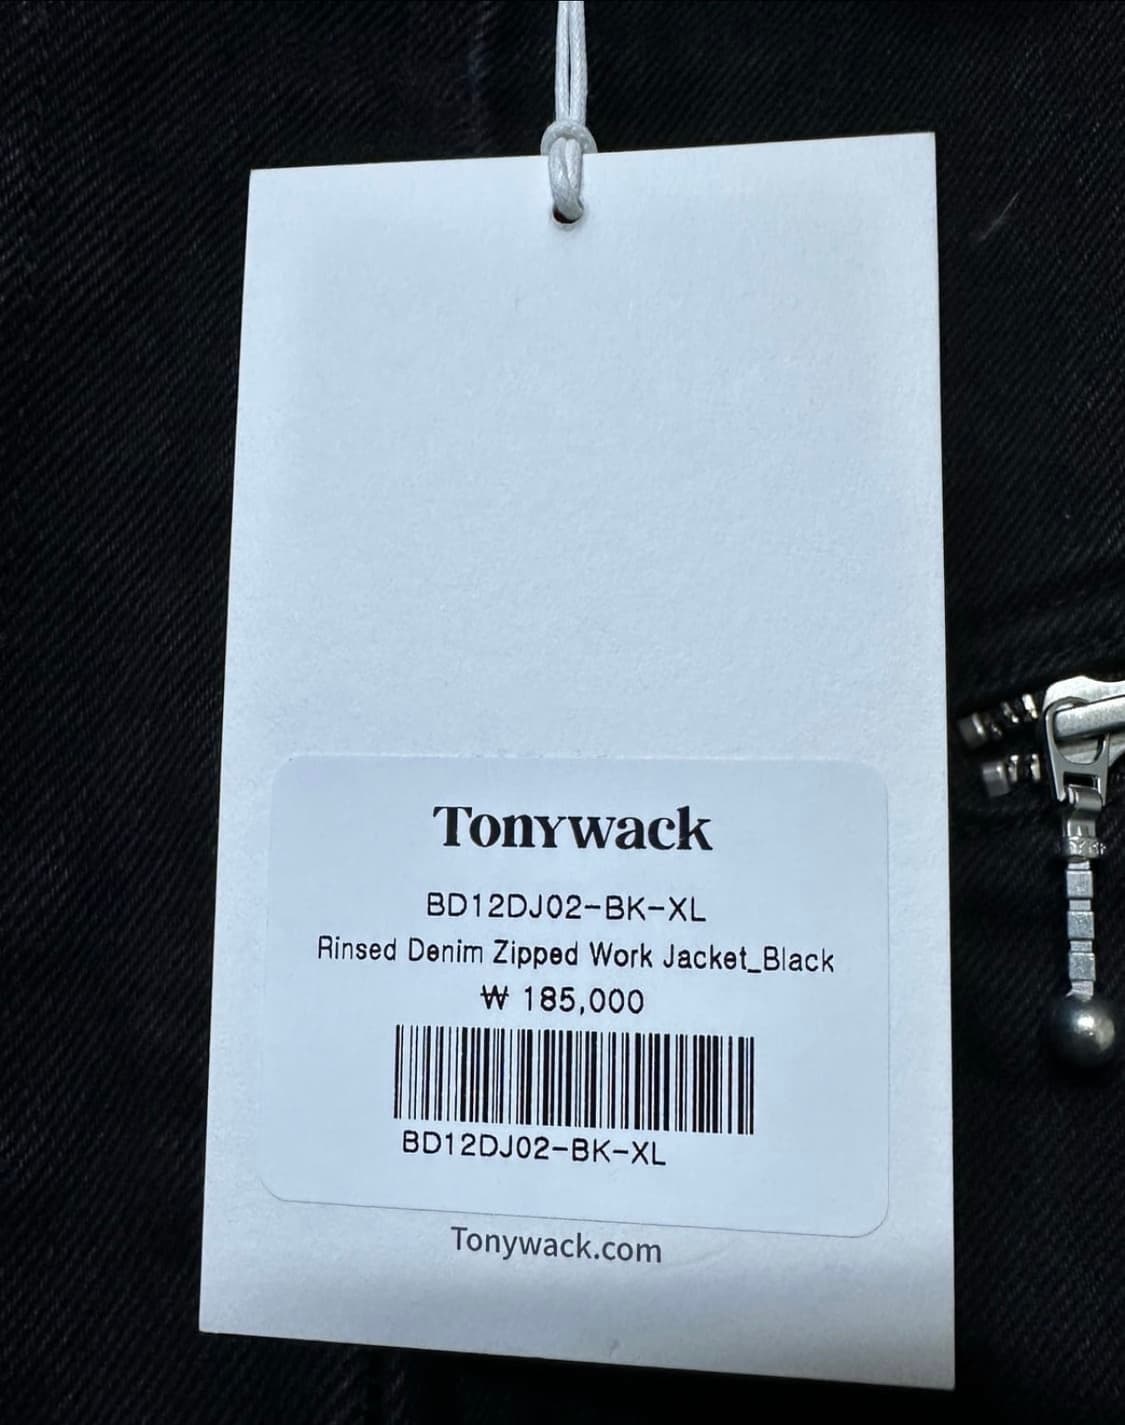 Tonywack
BD12DJ02-BK-XL
Rinsed Denim Zipped Work Jacket_Black
₩ 185,000
BD12DJ02-BK-XL
Tonywack.com